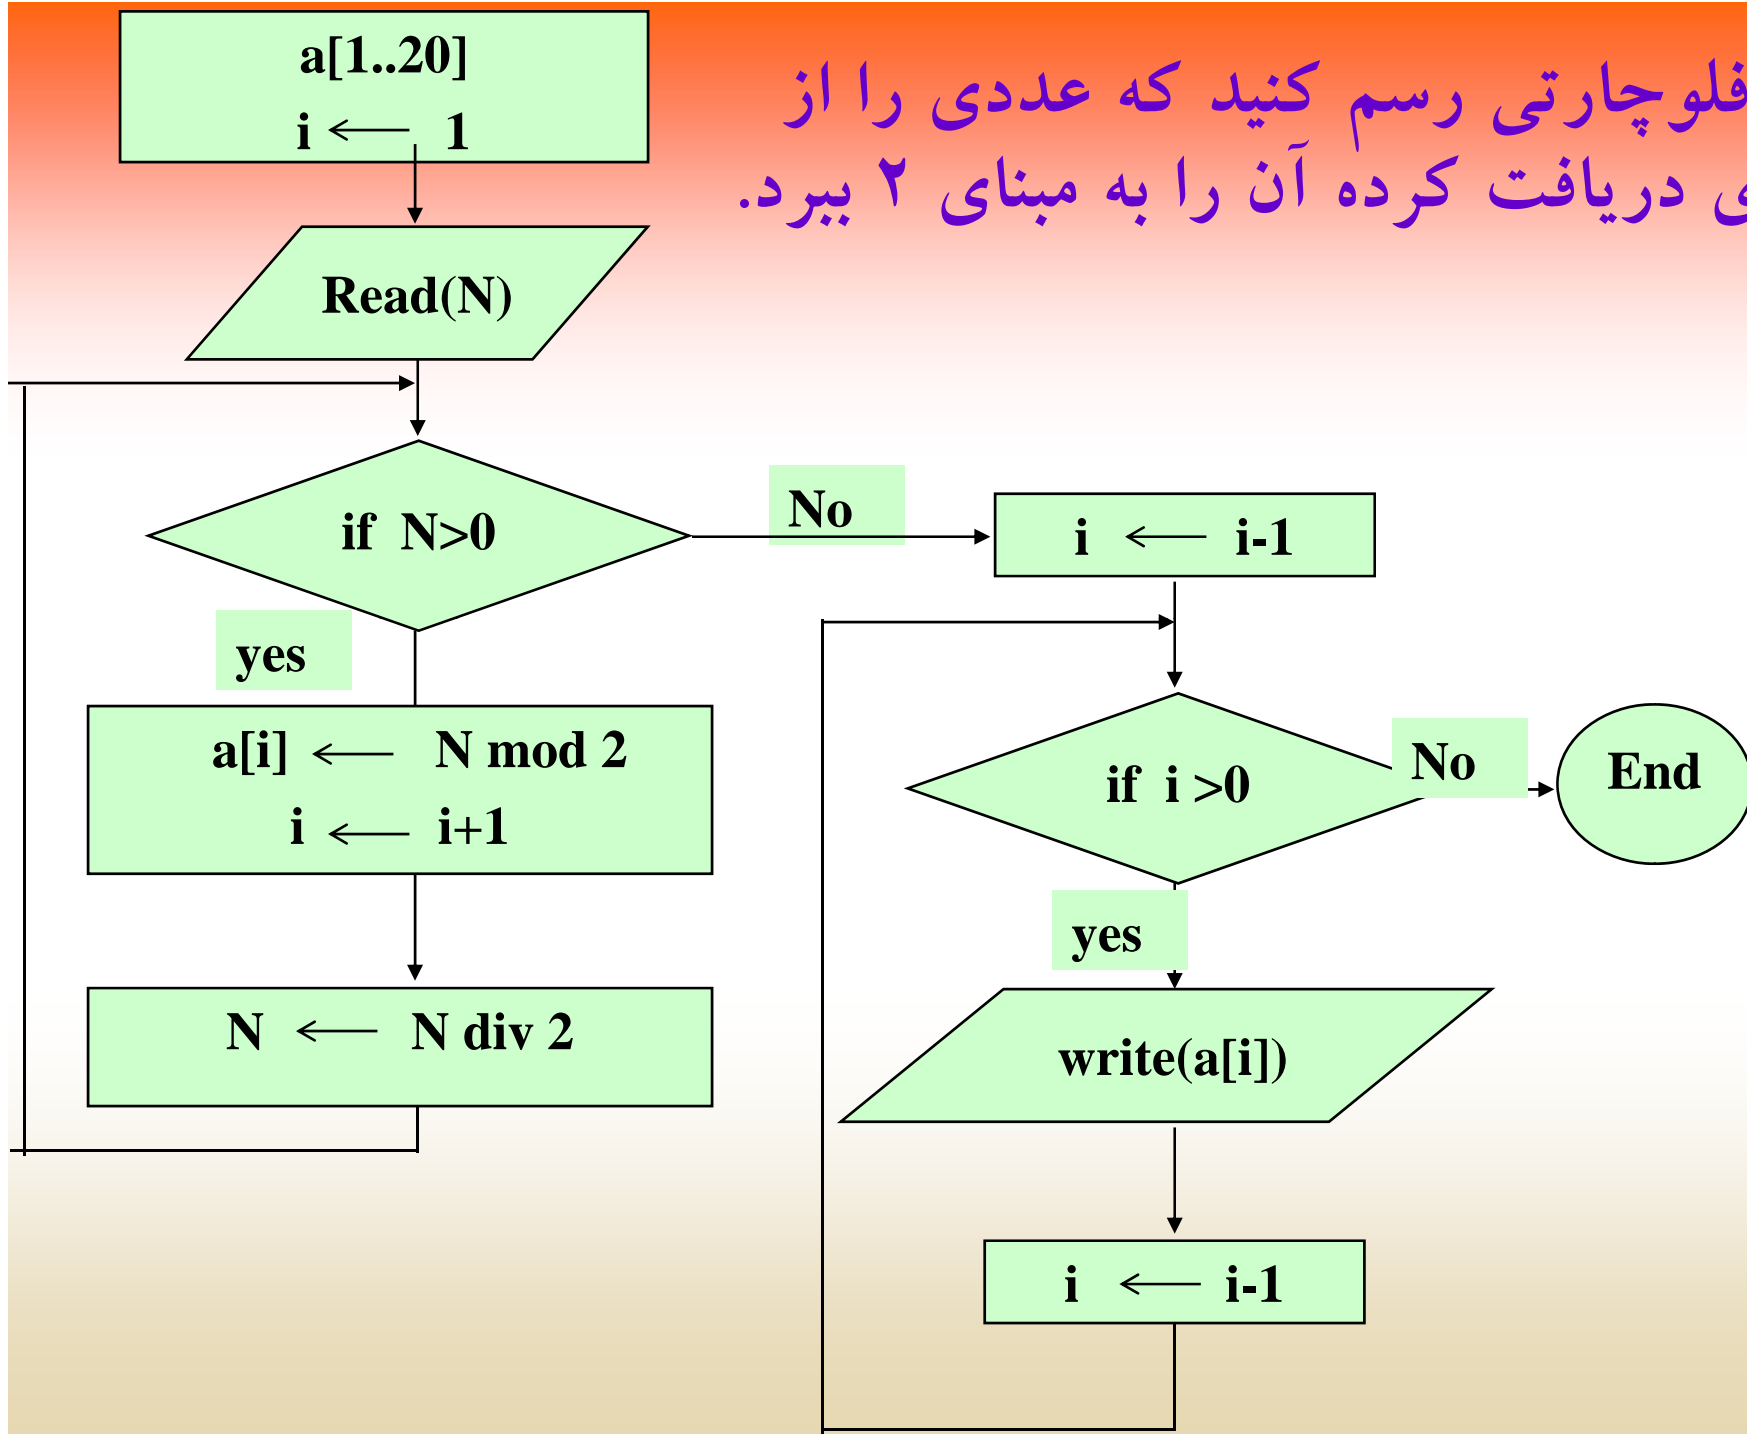 فلوچارتی رسم کنید که عددی را از
دریافت کرده آن را به مبنای ۲ ببرد.
a[1..20]
i ← 1
Read(N)
if N>0
No
yes
a[i] ← N mod 2
i ← i+1
N ← N div 2
i ← i-1
if i >0
No
End
yes
write(a[i])
i ← i-1